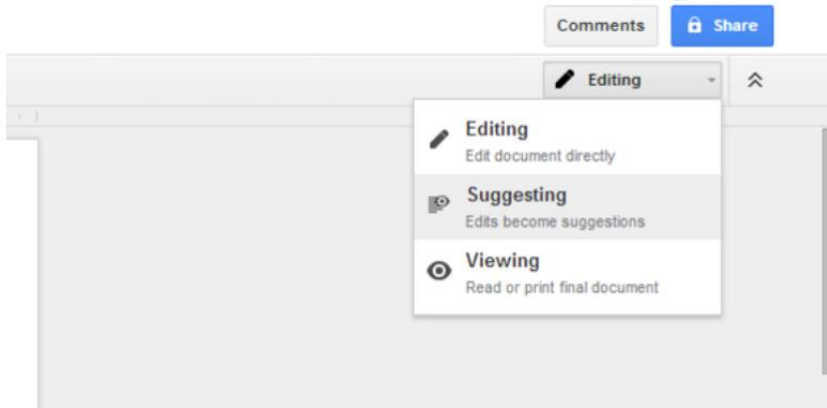 Comments
Share
Editing
Editing
Edit document directly
Suggesting
Edits become suggestions
Viewing
Read or print final document